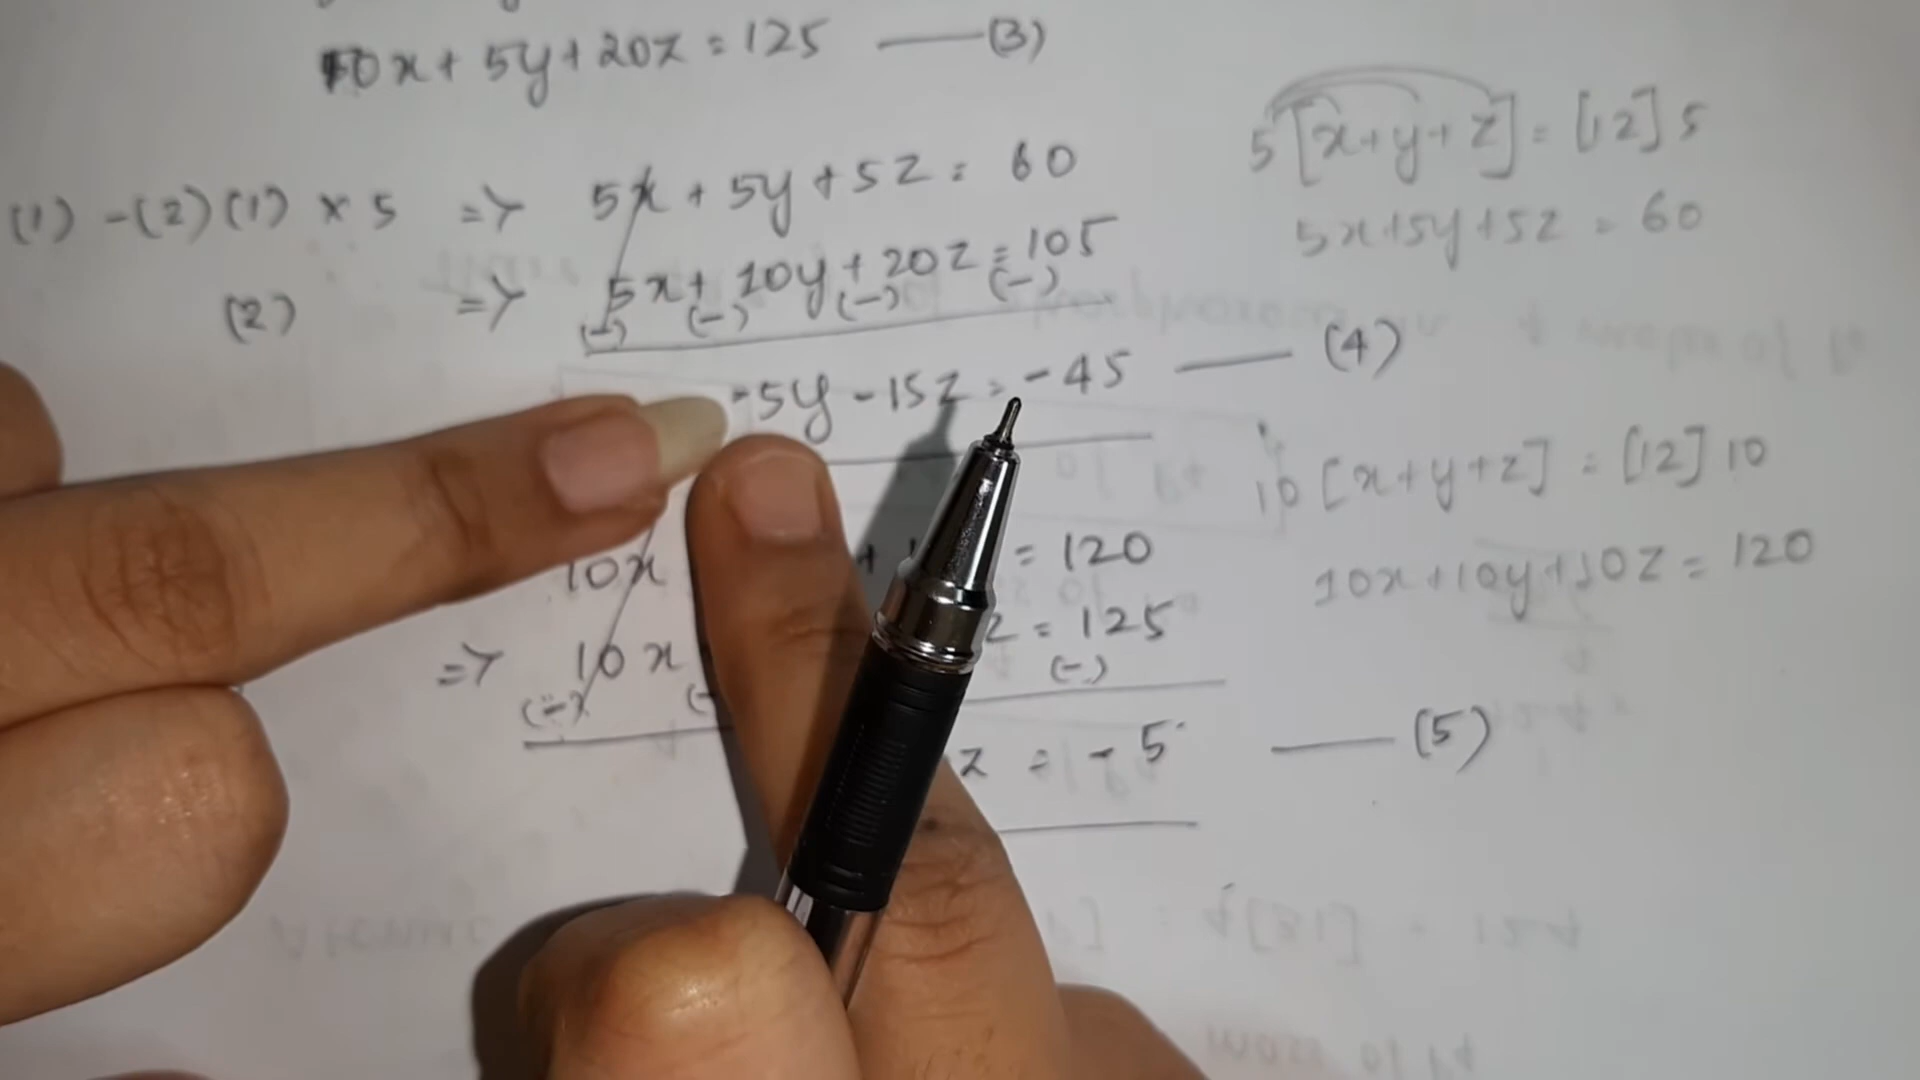 10x + 5y + 20z = 125 —— (3)
5[x+y+z] = [12]5
5x+5y+5z = 60
(1) -(2) (1) × 5 => 5x + 5y + 5z = 60
(2) => 5x + 10y + 20z = 105
(-) (-) (-) (-)
-5y - 15z = -45 —— (4)
10[x+y+z] = [12]10
10x+10y+10z = 120
10x + = 120
=> 10x z = 125
(-) (- (-)
z = - 5 —— (5)